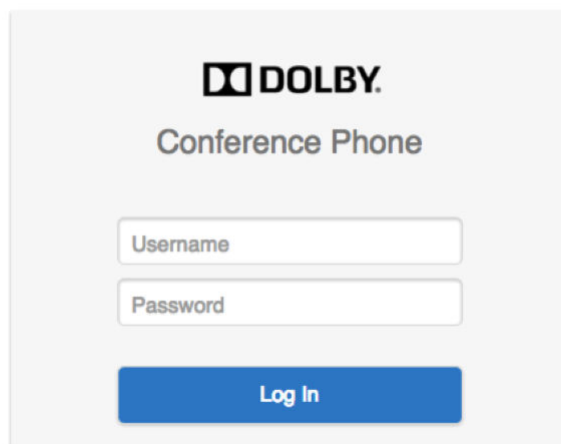 DOLBY.
Conference Phone
Username
Password
Log In